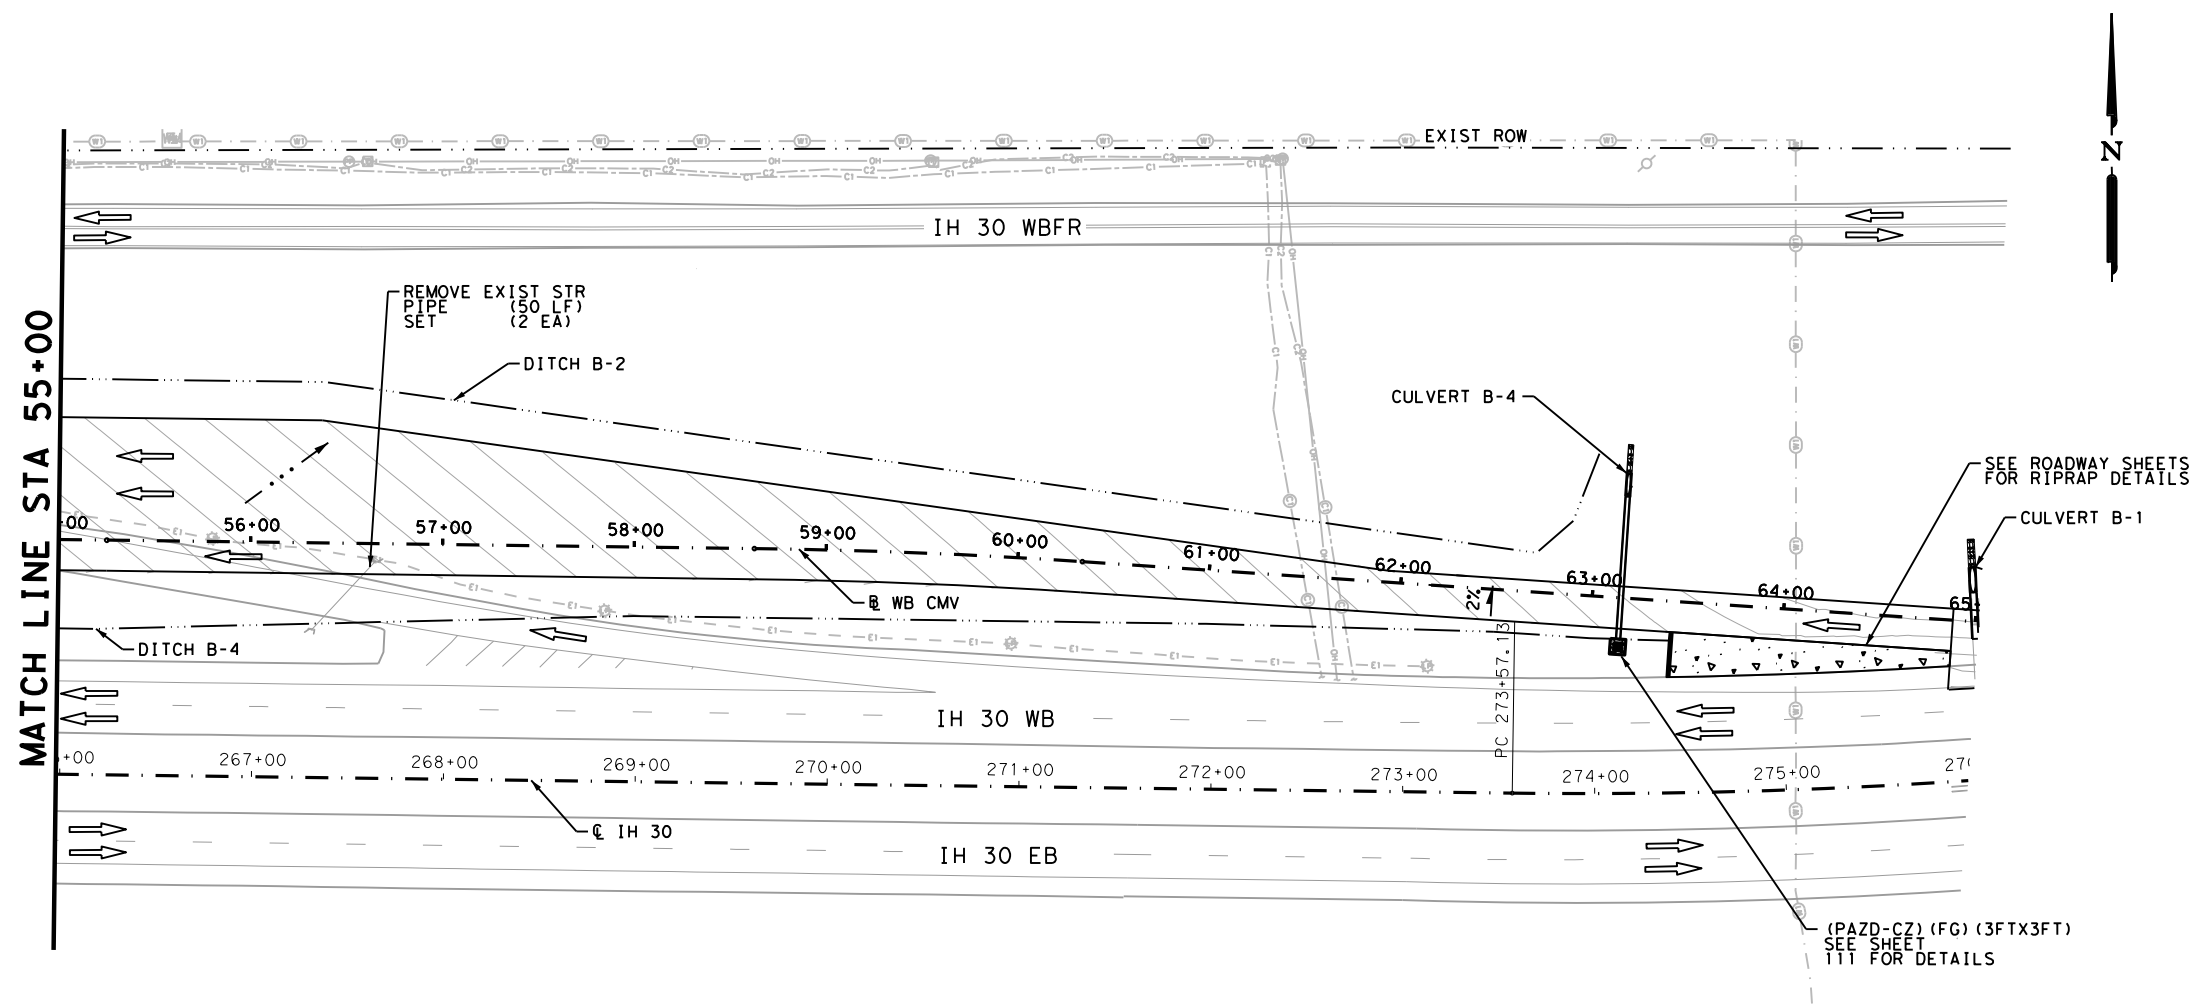 EXIST ROW
N
IH 30 WBFR
REMOVE EXIST STR
PIPE (50 LF)
SET (2 EA)
DITCH B-2
CULVERT B-4
SEE ROADWAY SHEETS
FOR RIPRAP DETAILS
CULVERT B-1
MATCH LINE STA 55+00
+00
56+00
57+00
58+00
59+00
60+00
61+00
62+00
63+00
64+00
65+
2%
℄ WB CMV
DITCH B-4
PC 273+57.13
IH 30 WB
+00
267+00
268+00
269+00
270+00
271+00
272+00
273+00
274+00
275+00
℄ IH 30
IH 30 EB
(PAZD-CZ)(FG)(3FTX3FT)
SEE SHEET
111 FOR DETAILS